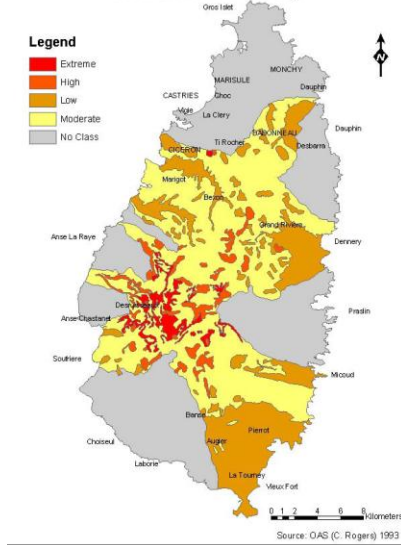 Gros Islet
Legend
Extreme
High
Low
Moderate
No Class
N
MONCHY
MARISULE
Dauphin
CASTRIES
Choc
Vigie
La Clery
BABONNEAU
Dauphin
Ti Rocher
Desbarra
CICERON
Marigot
Bexon
Grand Riviere
Anse La Raye
Dennery
Anse Chastanet
Praslin
Soufriere
Micoud
Banse
Pierrot
Choiseul
Augier
Laborie
La Tourney
Vieux Fort
0 1 2 4 6 8
Kilometers
Source: OAS (C. Rogers) 1993